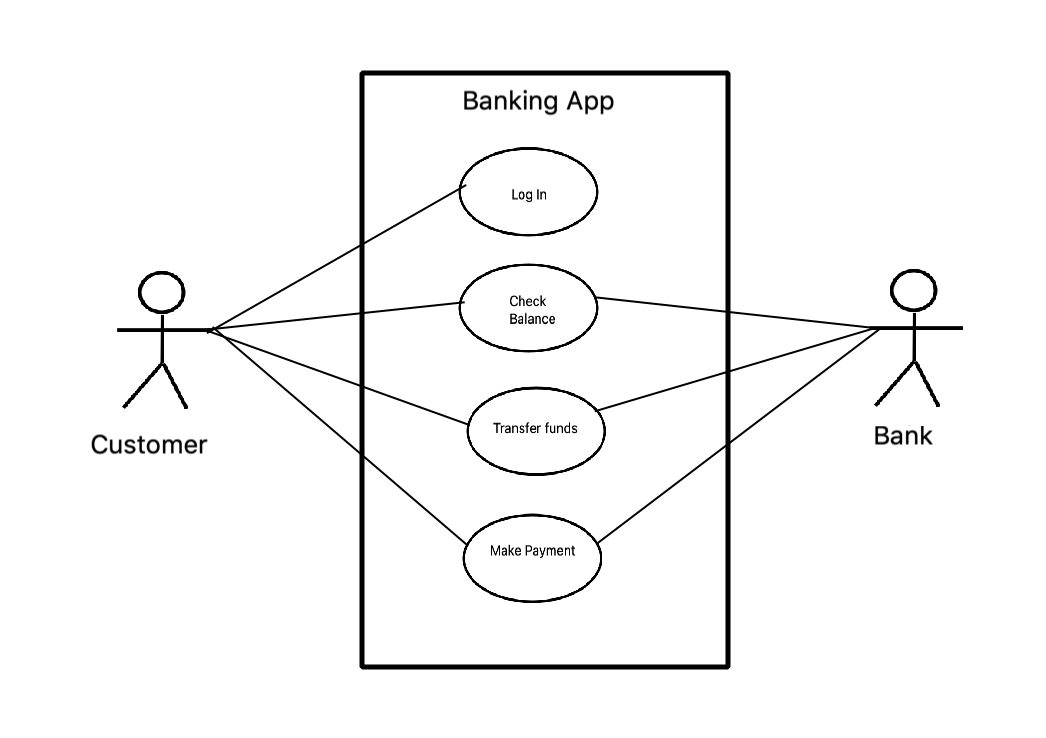 Banking App
Log In
Check
Balance
Transfer funds
Make Payment
Customer
Bank